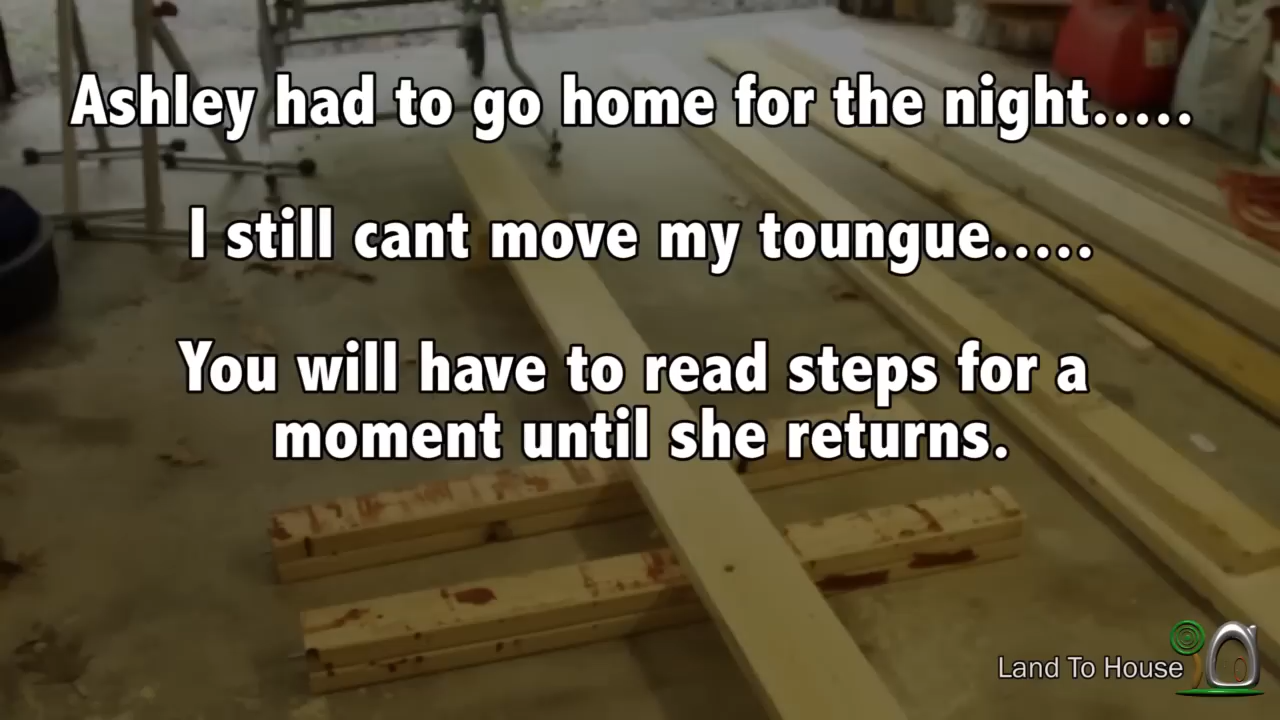 Ashley had to go home for the night.....
I still cant move my toungue.....
You will have to read steps for a
moment until she returns.
Land To House